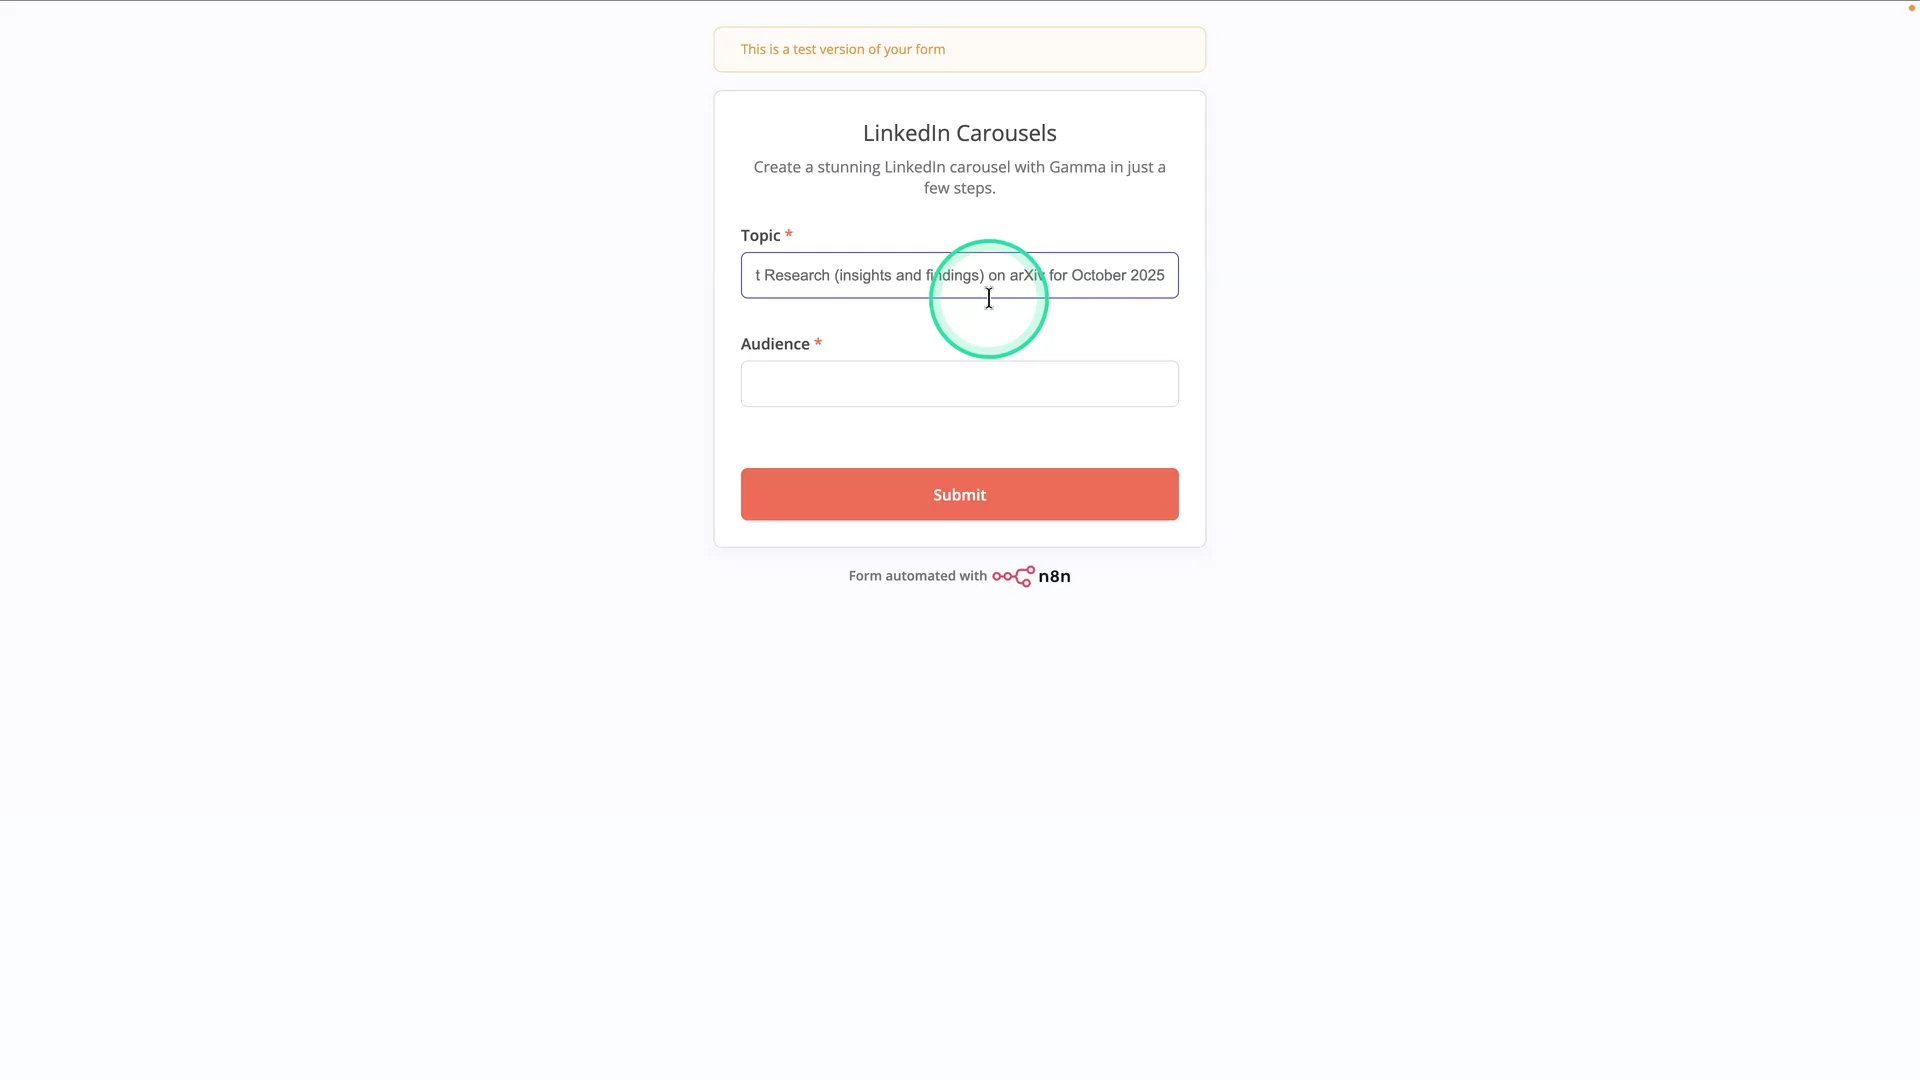 This is a test version of your form
LinkedIn Carousels
Create a stunning LinkedIn carousel with Gamma in just a
few steps.
Topic *
t Research (insights and findings) on arXiv for October 2025
Audience *
Submit
Form automated with n8n